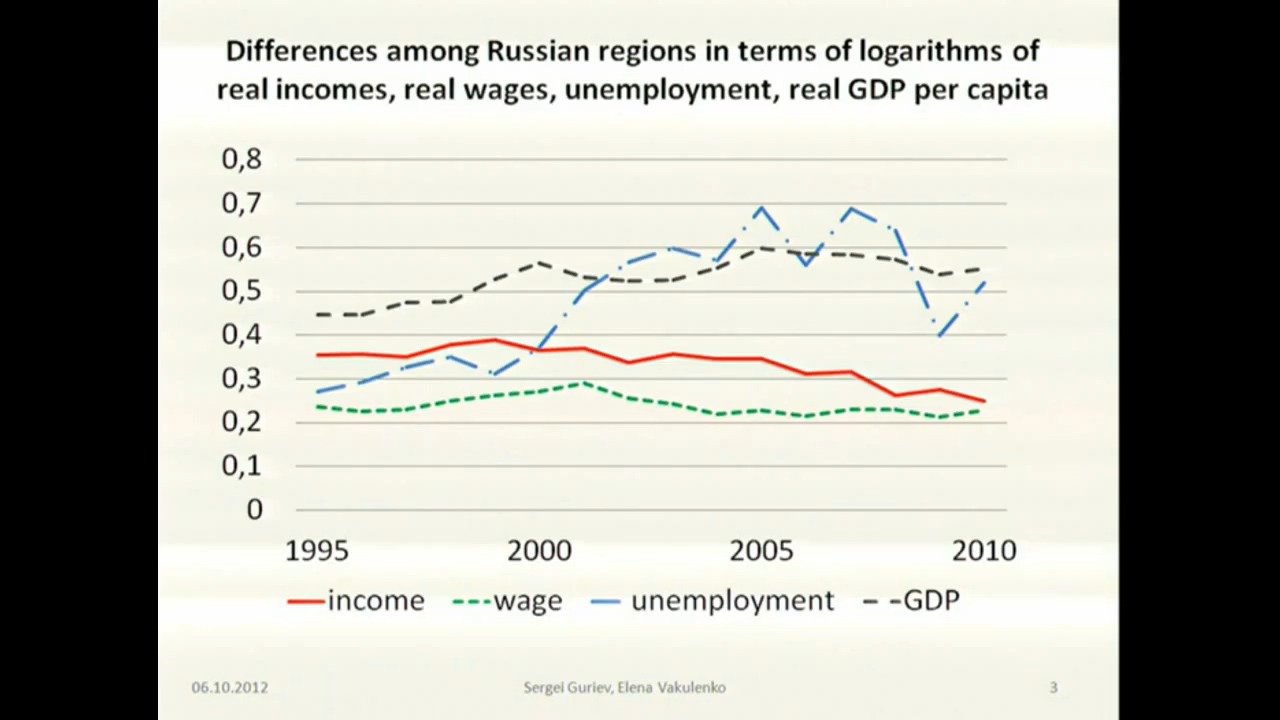 Differences among Russian regions in terms of logarithms of
real incomes, real wages, unemployment, real GDP per capita
0,8
0,7
0,6
0,5
0,4
0,3
0,2
0,1
0
1995 2000 2005 2010
income wage unemployment GDP
06.10.2012 Sergei Guriev, Elena Vakulenko 3